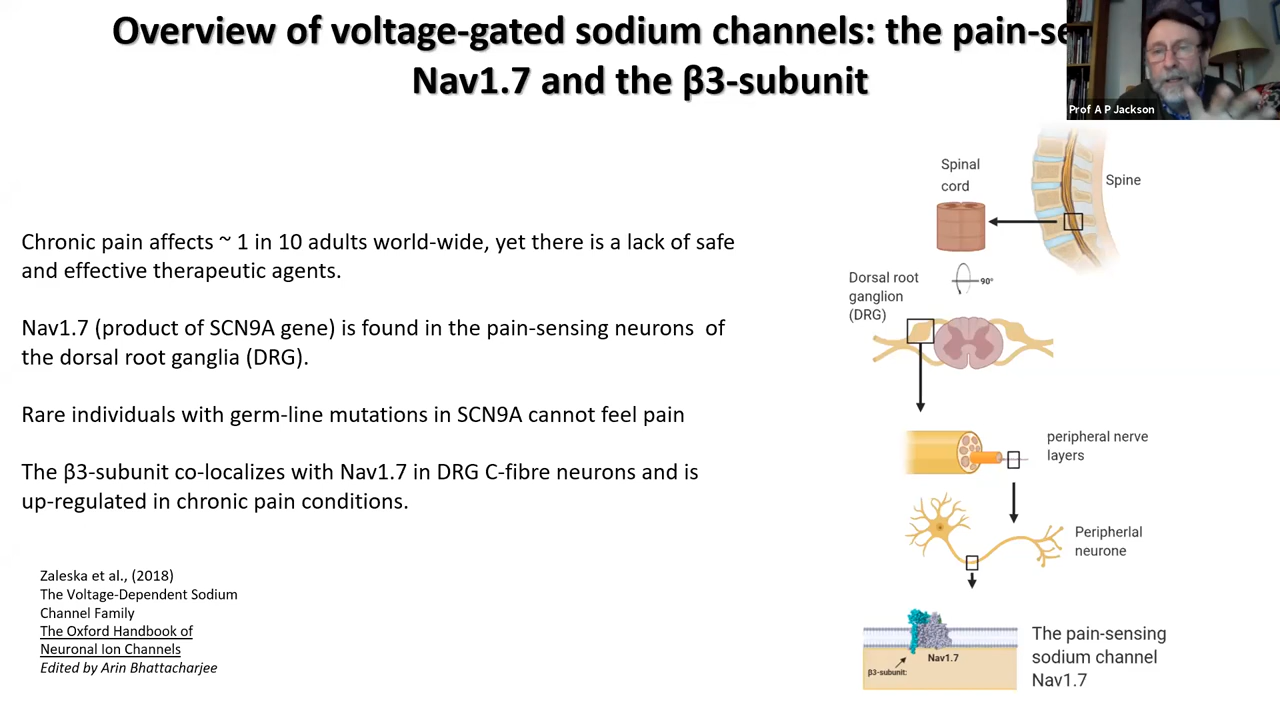 Overview of voltage-gated sodium channels: the pain-se
Nav1.7 and the β3-subunit
Prof A P Jackson
Chronic pain affects ~ 1 in 10 adults world-wide, yet there is a lack of safe
and effective therapeutic agents.
Nav1.7 (product of SCN9A gene) is found in the pain-sensing neurons of
the dorsal root ganglia (DRG).
Rare individuals with germ-line mutations in SCN9A cannot feel pain
The β3-subunit co-localizes with Nav1.7 in DRG C-fibre neurons and is
up-regulated in chronic pain conditions.
Zaleska et al., (2018)
The Voltage-Dependent Sodium
Channel Family
The Oxford Handbook of
Neuronal Ion Channels
Edited by Arin Bhattacharjee
Spinal
cord
Spine
90°
Dorsal root
ganglion
(DRG)
peripheral nerve
layers
Peripherlal
neurone
Nav1.7
β3-subunit:
The pain-sensing
sodium channel
Nav1.7